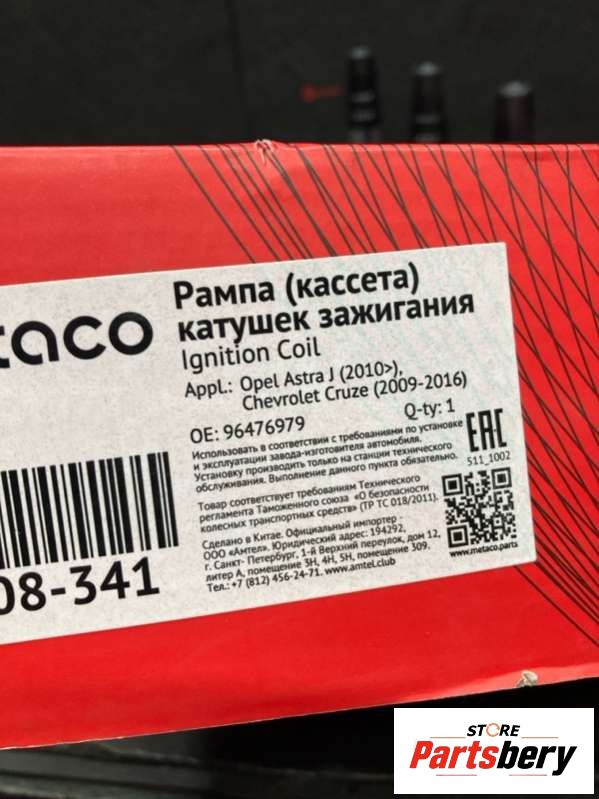 taco
Рампа (кассета)
катушек зажигания
Ignition Coil
Appl.: Opel Astra J (2010>),
Chevrolet Cruze (2009-2016)
OE: 96476979
Q-ty: 1
Использовать в соответствии с требованиями по установке
и эксплуатации завода-изготовителя автомобиля.
Установку производить только на станции технического
обслуживания. Выполнение данного пункта обязательно.
EAC
511_1002
Товар соответствует требованиям Технического
регламента Таможенного союза «О безопасности
колесных транспортных средств» (ТР ТС 018/2011).
Сделано в Китае. Официальный импортер -
ООО «Амтел». Юридический адрес: 194292,
г. Санкт- Петербург, 1-й Верхний переулок, дом 12,
литер А, помещение 3Н, 4Н, 5Н, помещение 309.
Тел.: +7 (812) 456-24-71. www.amtel.club
www.metaco.parts
08-341
STORE
Partsbery